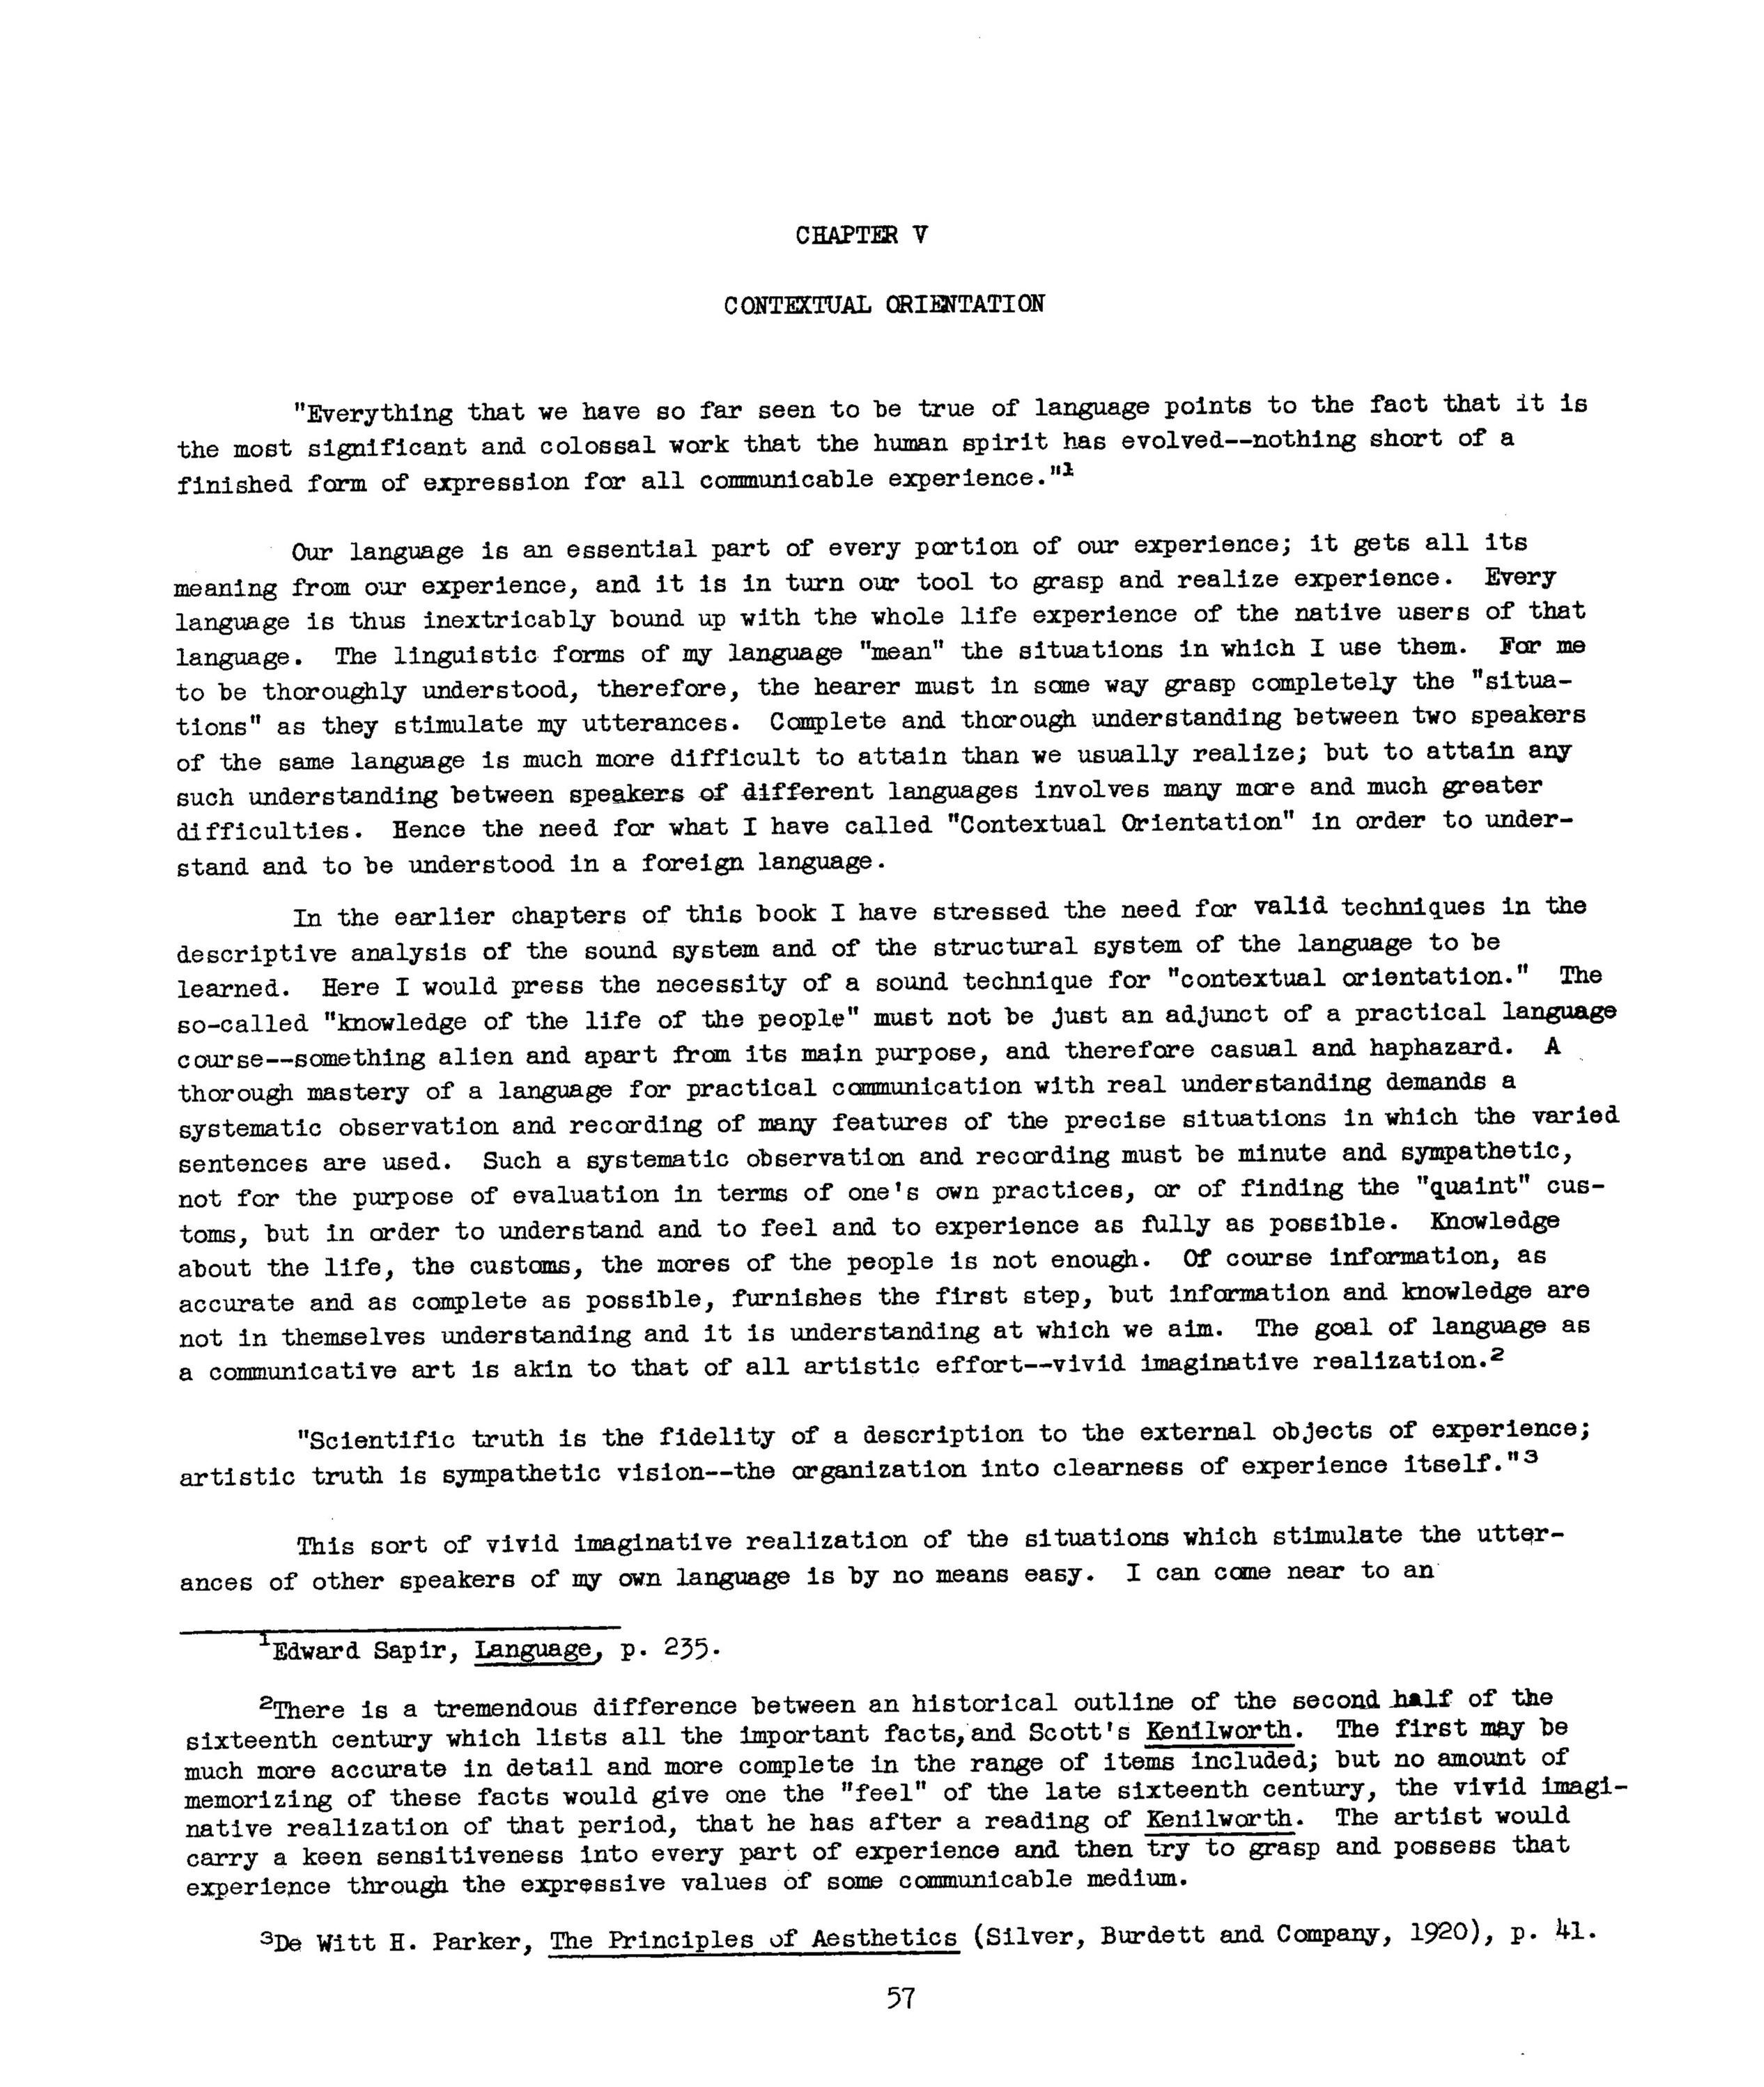 CHAPTER V
CONTEXTUAL ORIENTATION
"Everything that we have so far seen to be true of language points to the fact that it is
the most significant and colossal work that the human spirit has evolved--nothing short of a
finished form of expression for all communicable experience."1
Our language is an essential part of every portion of our experience; it gets all its
meaning from our experience, and it is in turn our tool to grasp and realize experience. Every
language is thus inextricably bound up with the whole life experience of the native users of that
language. The linguistic forms of my language "mean" the situations in which I use them. For me
to be thoroughly understood, therefore, the hearer must in some way grasp completely the "situa-
tions" as they stimulate my utterances. Complete and thorough understanding between two speakers
of the same language is much more difficult to attain than we usually realize; but to attain any
such understanding between speakers of different languages involves many more and much greater
difficulties. Hence the need for what I have called "Contextual Orientation" in order to under-
stand and to be understood in a foreign language.
In the earlier chapters of this book I have stressed the need for valid techniques in the
descriptive analysis of the sound system and of the structural system of the language to be
learned. Here I would press the necessity of a sound technique for "contextual orientation." The
so-called "knowledge of the life of the people" must not be just an adjunct of a practical language
course--something alien and apart from its main purpose, and therefore casual and haphazard. A
thorough mastery of a language for practical communication with real understanding demands a
systematic observation and recording of many features of the precise situations in which the varied
sentences are used. Such a systematic observation and recording must be minute and sympathetic,
not for the purpose of evaluation in terms of one's own practices, or of finding the "quaint" cus-
toms, but in order to understand and to feel and to experience as fully as possible. Knowledge
about the life, the customs, the mores of the people is not enough. Of course information, as
accurate and as complete as possible, furnishes the first step, but information and knowledge are
not in themselves understanding and it is understanding at which we aim. The goal of language as
a communicative art is akin to that of all artistic effort--vivid imaginative realization.2
"Scientific truth is the fidelity of a description to the external objects of experience;
artistic truth is sympathetic vision--the organization into clearness of experience itself."3
This sort of vivid imaginative realization of the situations which stimulate the utter-
ances of other speakers of my own language is by no means easy. I can come near to an
1Edward Sapir, Language, p. 235.
2There is a tremendous difference between an historical outline of the second half of the
sixteenth century which lists all the important facts, and Scott's Kenilworth. The first may be
much more accurate in detail and more complete in the range of items included; but no amount of
memorizing of these facts would give one the "feel" of the late sixteenth century, the vivid imagi-
native realization of that period, that he has after a reading of Kenilworth. The artist would
carry a keen sensitiveness into every part of experience and then try to grasp and possess that
experience through the expressive values of some communicable medium.
3De Witt H. Parker, The Principles of Aesthetics (Silver, Burdett and Company, 1920), p. 41.
57